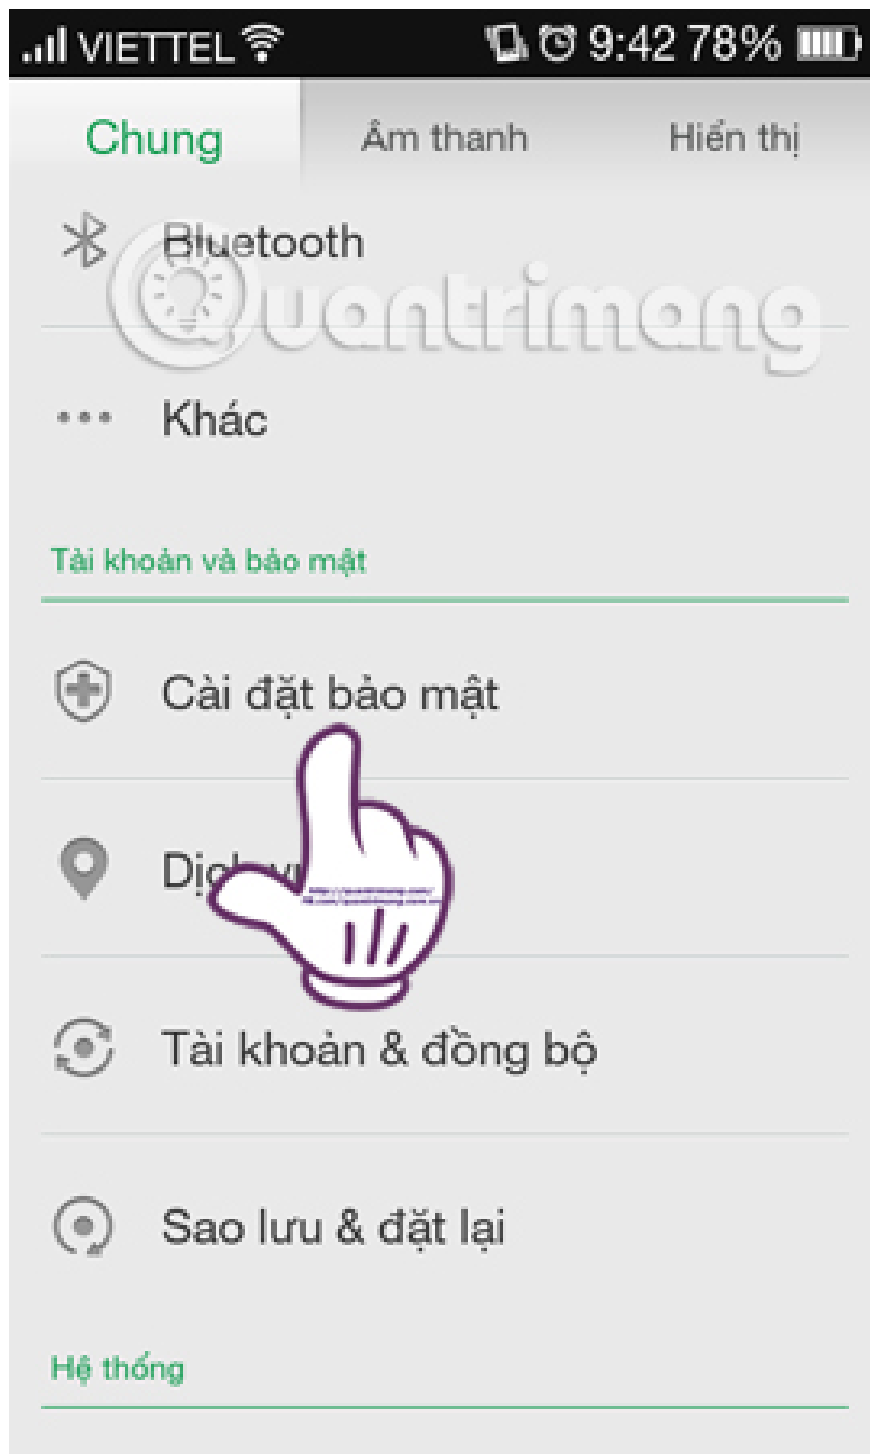 VIETTEL 9:42 78%
Chung Âm thanh Hiển thị
Bluetooth
Quantrimang
Khác
Tài khoản và bảo mật
Cài đặt bảo mật
Tài khoản & đồng bộ
Sao lưu & đặt lại
Hệ thống